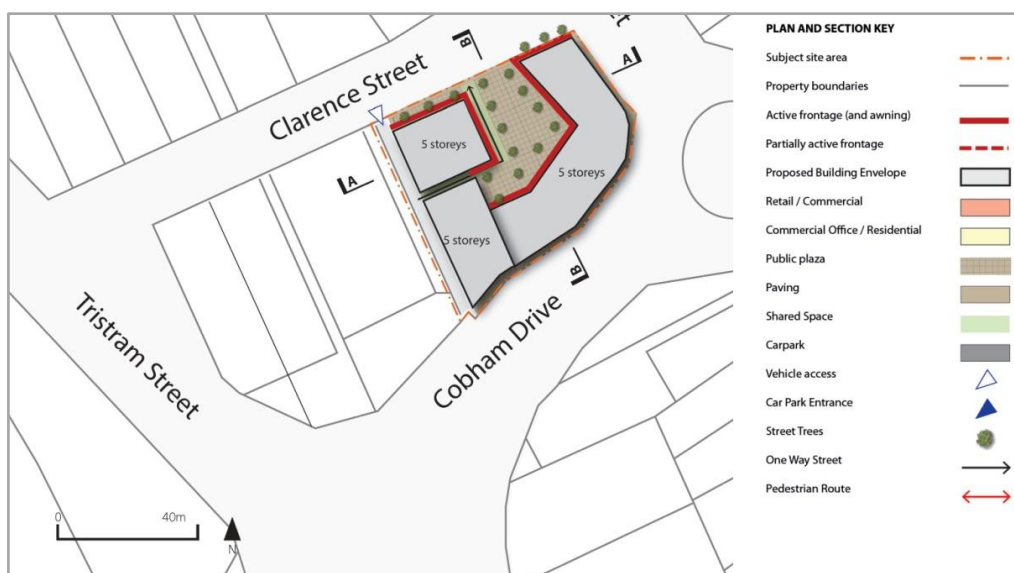 Clarence Street
B
A
A
5 storeys
5 storeys
5 storeys
B
Tristram Street
Cobham Drive
0
40m
N
PLAN AND SECTION KEY
Subject site area
Property boundaries
Active frontage (and awning)
Partially active frontage
Proposed Building Envelope
Retail / Commercial
Commercial Office / Residential
Public plaza
Paving
Shared Space
Carpark
Vehicle access
Car Park Entrance
Street Trees
One Way Street
Pedestrian Route